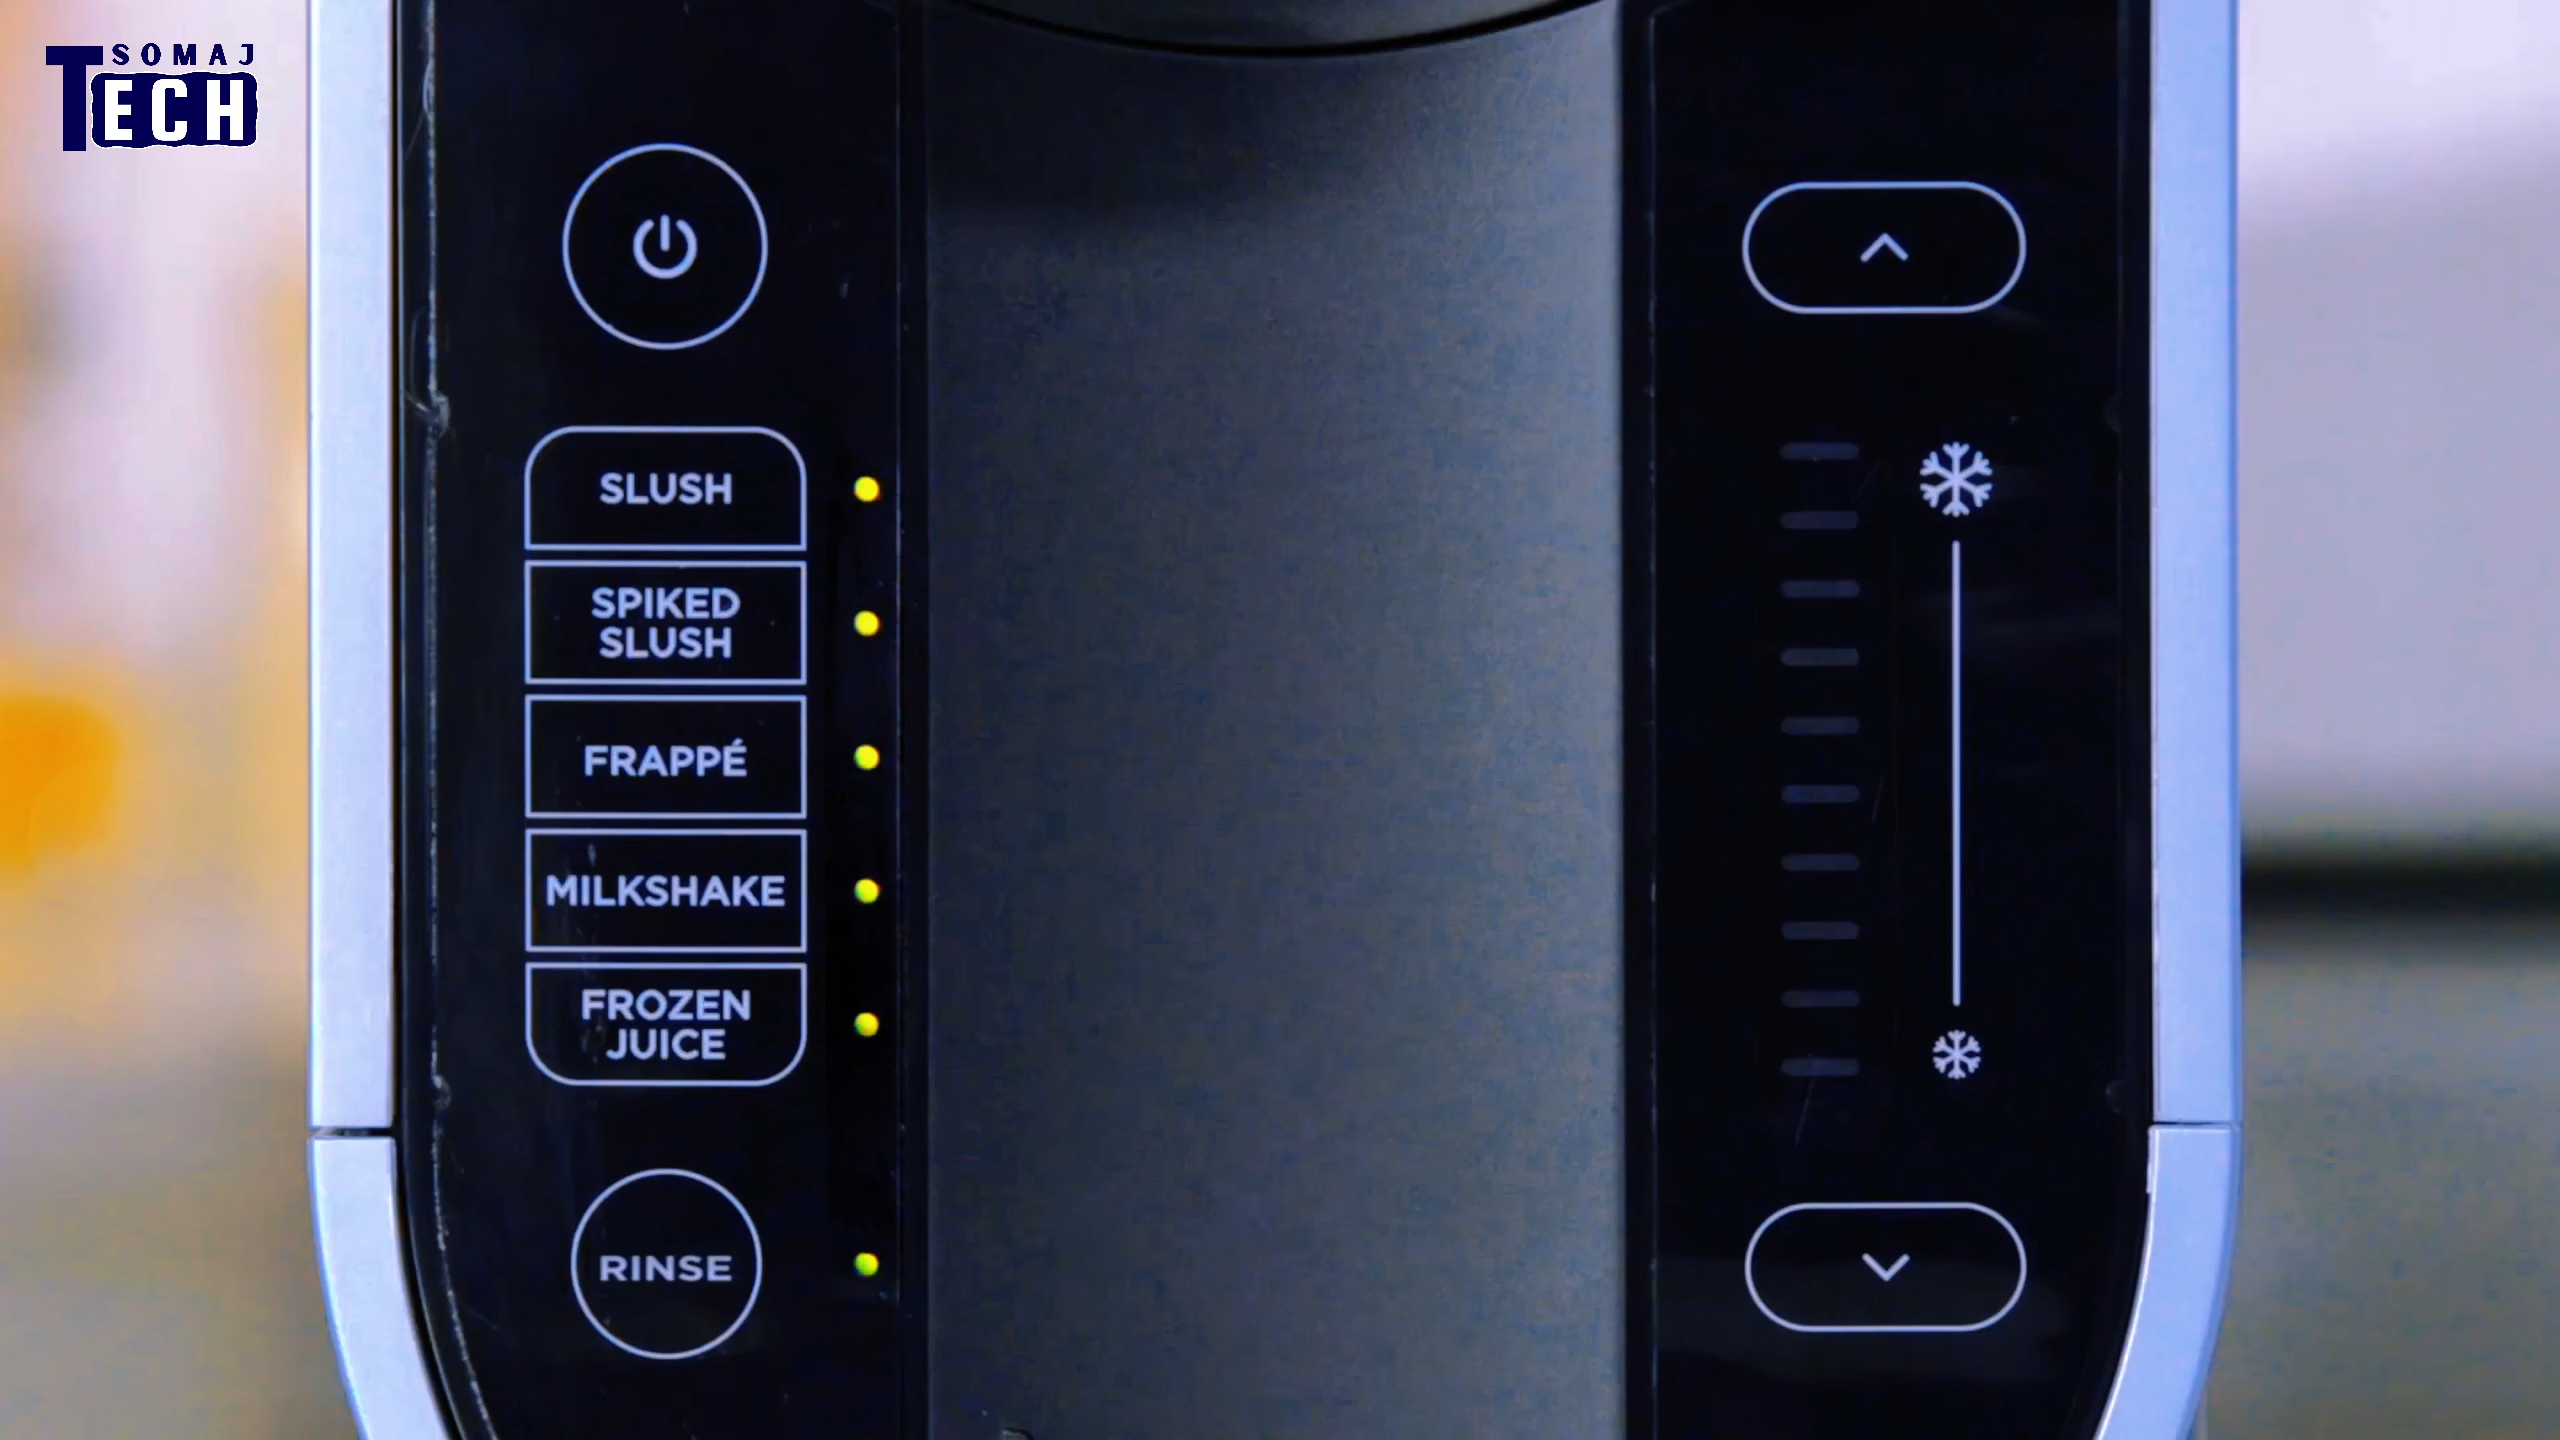 SOMAJ
TECH
SLUSH
SPIKED
SLUSH
FRAPPÉ
MILKSHAKE
FROZEN
JUICE
RINSE